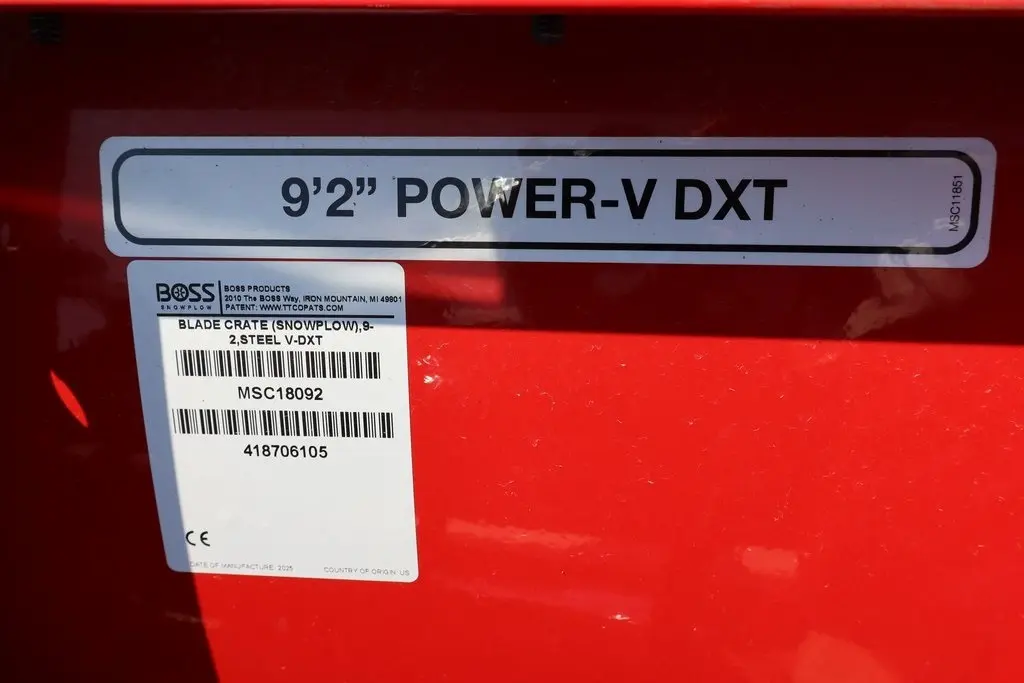 9’2” POWER-V DXT
MSC11851
BOSS
SNOWPLOW
BOSS PRODUCTS
2010 The BOSS Way, IRON MOUNTAIN, MI 49801
PATENT: WWW.TTCOPATS.COM
BLADE CRATE (SNOWPLOW),9-
2,STEEL V-DXT
MSC18092
418706105
CE
DATE OF MANUFACTURE: 2025
COUNTRY OF ORIGIN: US